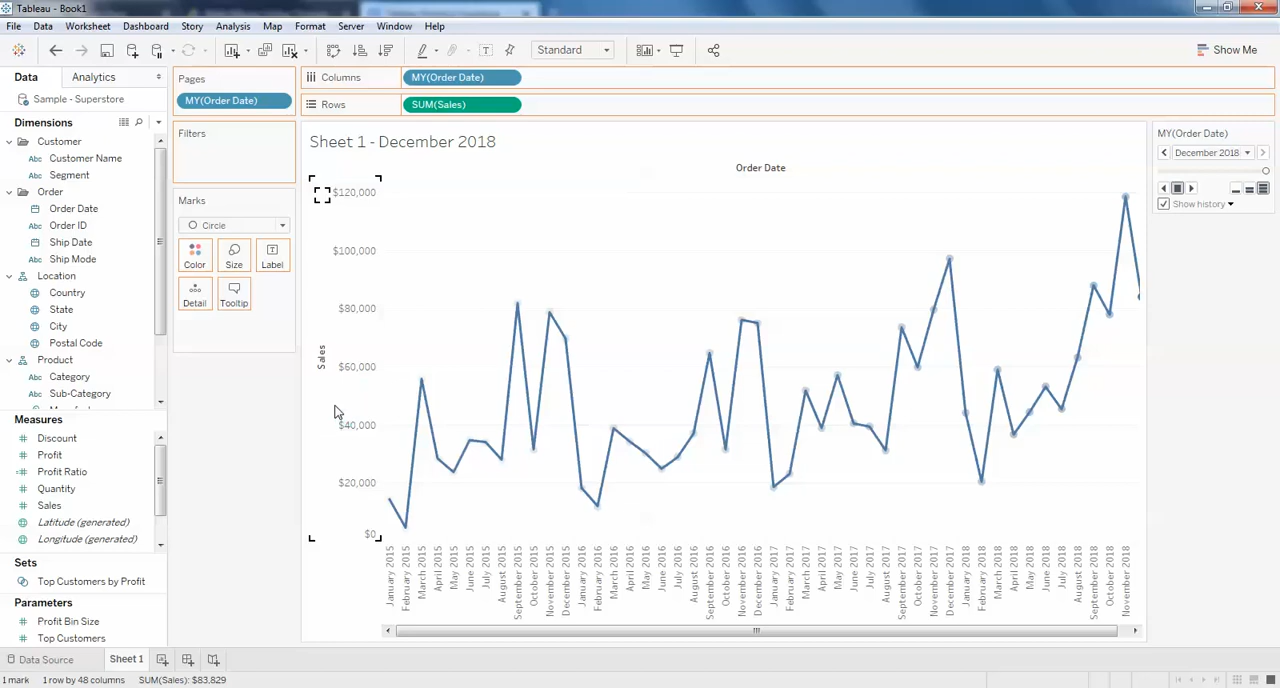 Tableau - Book1
File Data Worksheet Dashboard Story Analysis Map Format Server Window Help
Standard
Show Me
Data Analytics
Sample - Superstore
Dimensions
Customer
Abc Customer Name
Abc Segment
Order
Order Date
Abc Order ID
Ship Date
Abc Ship Mode
Location
Country
State
City
Postal Code
Product
Abc Category
Abc Sub-Category
Measures
Discount
Profit
Profit Ratio
Quantity
Sales
Latitude (generated)
Longitude (generated)
Sets
Top Customers by Profit
Parameters
Profit Bin Size
Top Customers
Pages
MY(Order Date)
Filters
Marks
Circle
Color Size Label
Detail Tooltip
Columns MY(Order Date)
Rows SUM(Sales)
Sheet 1 - December 2018
Order Date
$120,000
$100,000
$80,000
$60,000
$40,000
$20,000
$0
Sales
January 2015
February 2015
March 2015
April 2015
May 2015
June 2015
July 2015
August 2015
September 2015
October 2015
November 2015
December 2015
January 2016
February 2016
March 2016
April 2016
May 2016
June 2016
July 2016
August 2016
September 2016
October 2016
November 2016
December 2016
January 2017
February 2017
March 2017
April 2017
May 2017
June 2017
July 2017
August 2017
September 2017
October 2017
November 2017
December 2017
January 2018
February 2018
March 2018
April 2018
May 2018
June 2018
July 2018
August 2018
September 2018
October 2018
November 2018
MY(Order Date)
December 2018
Show history
Data Source Sheet 1
1 mark 1 row by 48 columns SUM(Sales): $83,829